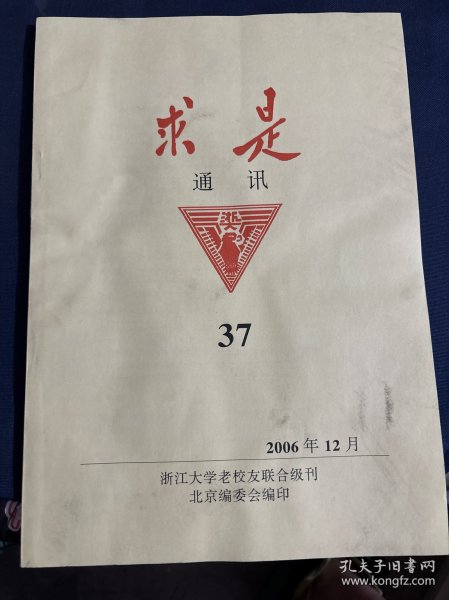 求是
通讯
浙大
37
2006年12月
浙江大学老校友联合级刊
北京编委会编印
孔夫子旧书网
www.kongfz.com